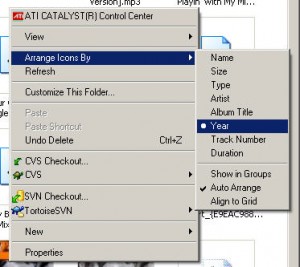 Version].mp3
Playin' With My Mi...
ATI CATALYST(R) Control Center
View
Arrange Icons By
Refresh
Customize This Folder...
Paste
Paste Shortcut
Undo Delete Ctrl+Z
CVS Checkout...
CVS
SVN Checkout...
TortoiseSVN
New
Properties
Name
Size
Type
Artist
Album Title
Year
Track Number
Duration
Show in Groups
Auto Arrange
Align to Grid
t_{E9EAC988...